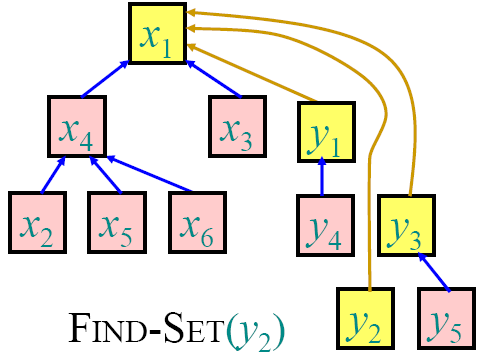 x₁
x₄ x₃ y₁
x₂ x₅ x₆ y₄ y₃
y₂ y₅
FIND-SET(y₂)